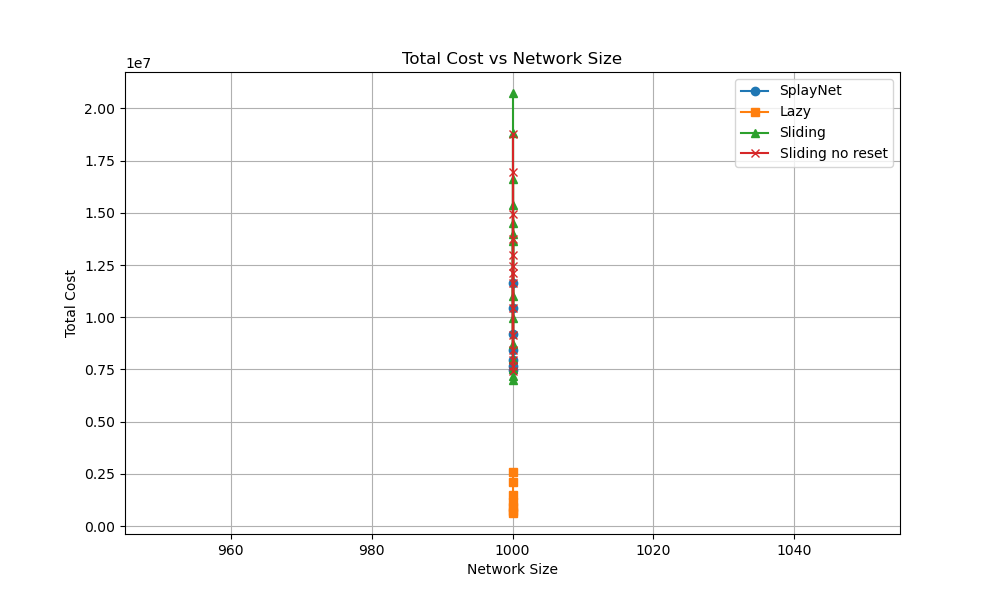 Total Cost vs Network Size
1e7
2.00
1.75
1.50
1.25
1.00
0.75
0.50
0.25
0.00
Total Cost
960
980
1000
1020
1040
Network Size
SplayNet
Lazy
Sliding
Sliding no reset